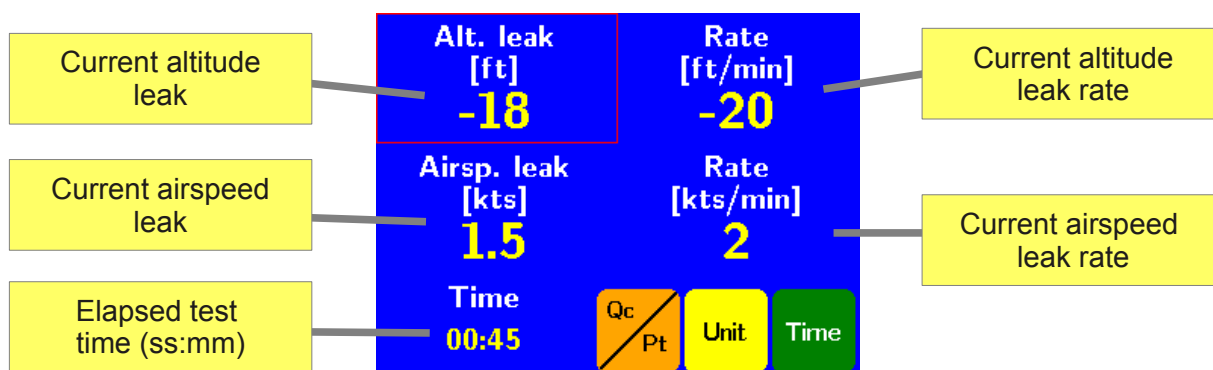 Current altitude
leak
Alt. leak
[ft]
-18
Rate
[ft/min]
-20
Current altitude
leak rate
Current airspeed
leak
Airsp. leak
[kts]
1.5
Rate
[kts/min]
2
Current airspeed
leak rate
Elapsed test
time (ss:mm)
Time
00:45
Qc
Pt
Unit
Time